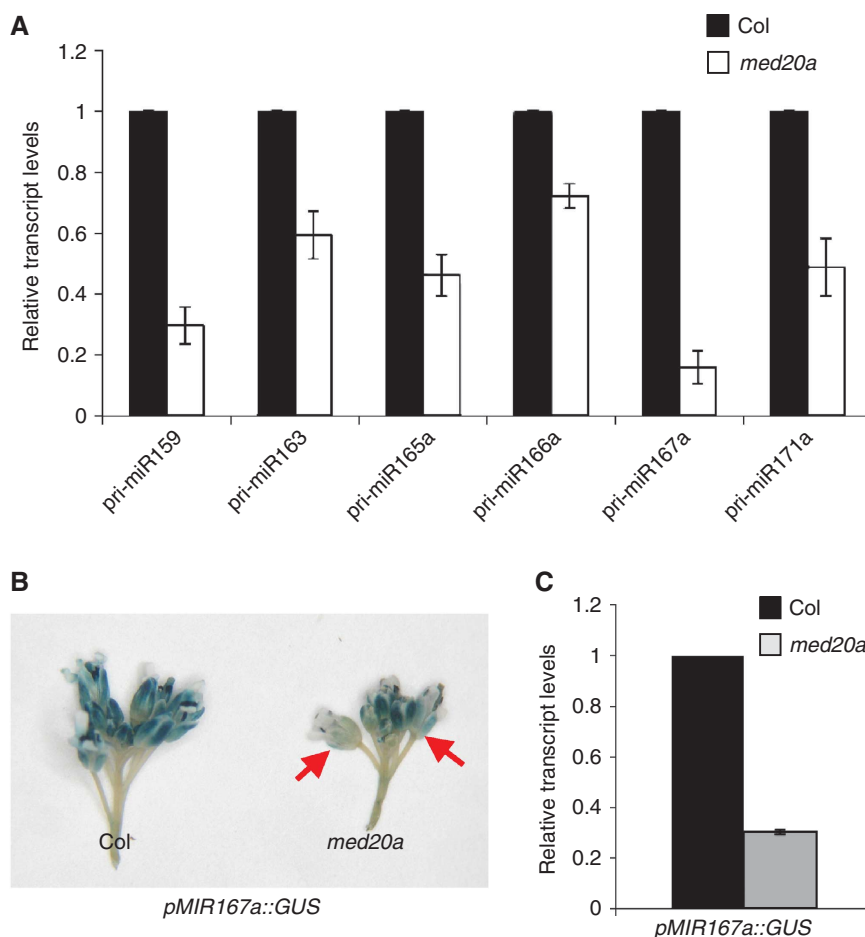 A
Col
med20a
Relative transcript levels
1.2
1
0.8
0.6
0.4
0.2
0
pri-miR159
pri-miR163
pri-miR165a
pri-miR166a
pri-miR167a
pri-miR171a
B
Col
med20a
pMIR167a::GUS
C
Col
med20a
Relative transcript levels
1.2
1
0.8
0.6
0.4
0.2
0
pMIR167a::GUS